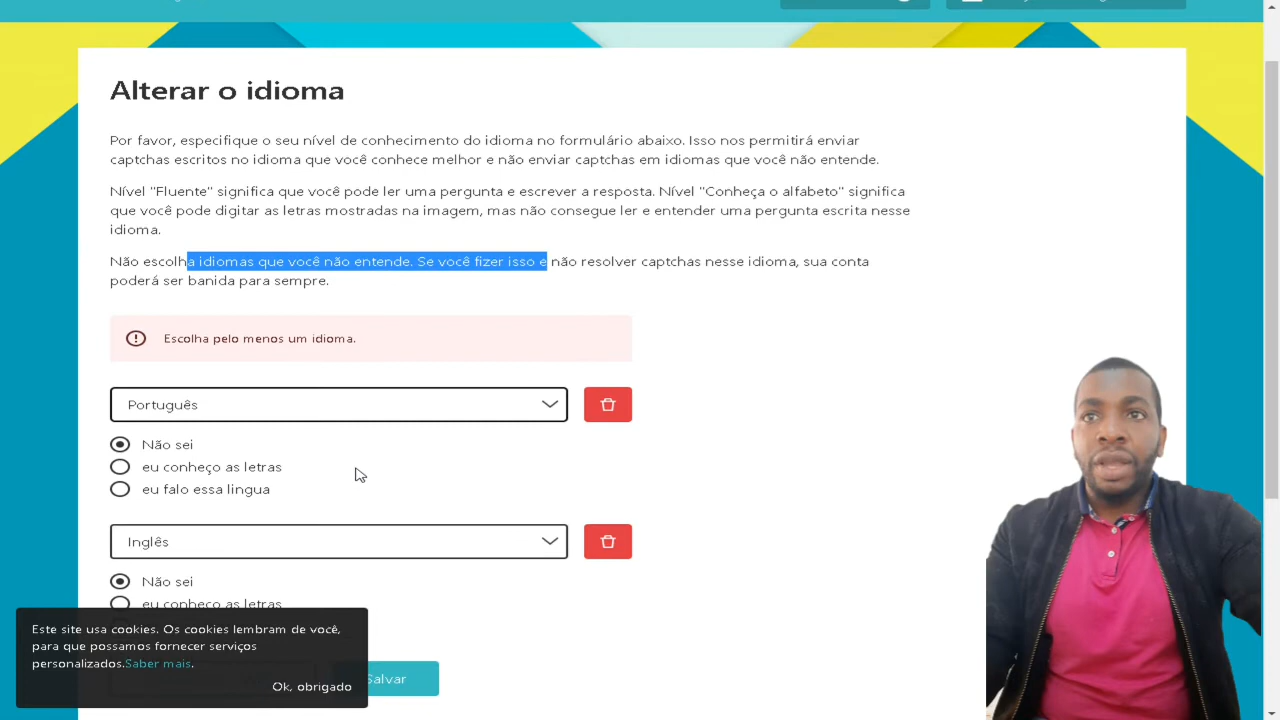 Alterar o idioma
Por favor, especifique o seu nível de conhecimento do idioma no formulário abaixo. Isso nos permitirá enviar
captchas escritos no idioma que você conhece melhor e não enviar captchas em idiomas que você não entende.
Nível "Fluente" significa que você pode ler uma pergunta e escrever a resposta. Nível "Conheça o alfabeto" significa
que você pode digitar as letras mostradas na imagem, mas não consegue ler e entender uma pergunta escrita nesse
idioma.
Não escolha idiomas que você não entende. Se você fizer isso e não resolver captchas nesse idioma, sua conta
poderá ser banida para sempre.
Escolha pelo menos um idioma.
Português
Não sei
eu conheço as letras
eu falo essa lingua
Inglês
Não sei
eu conheço as letras
Este site usa cookies. Os cookies lembram de você,
para que possamos fornecer serviços
personalizados.Saber mais.
Ok, obrigado
Salvar